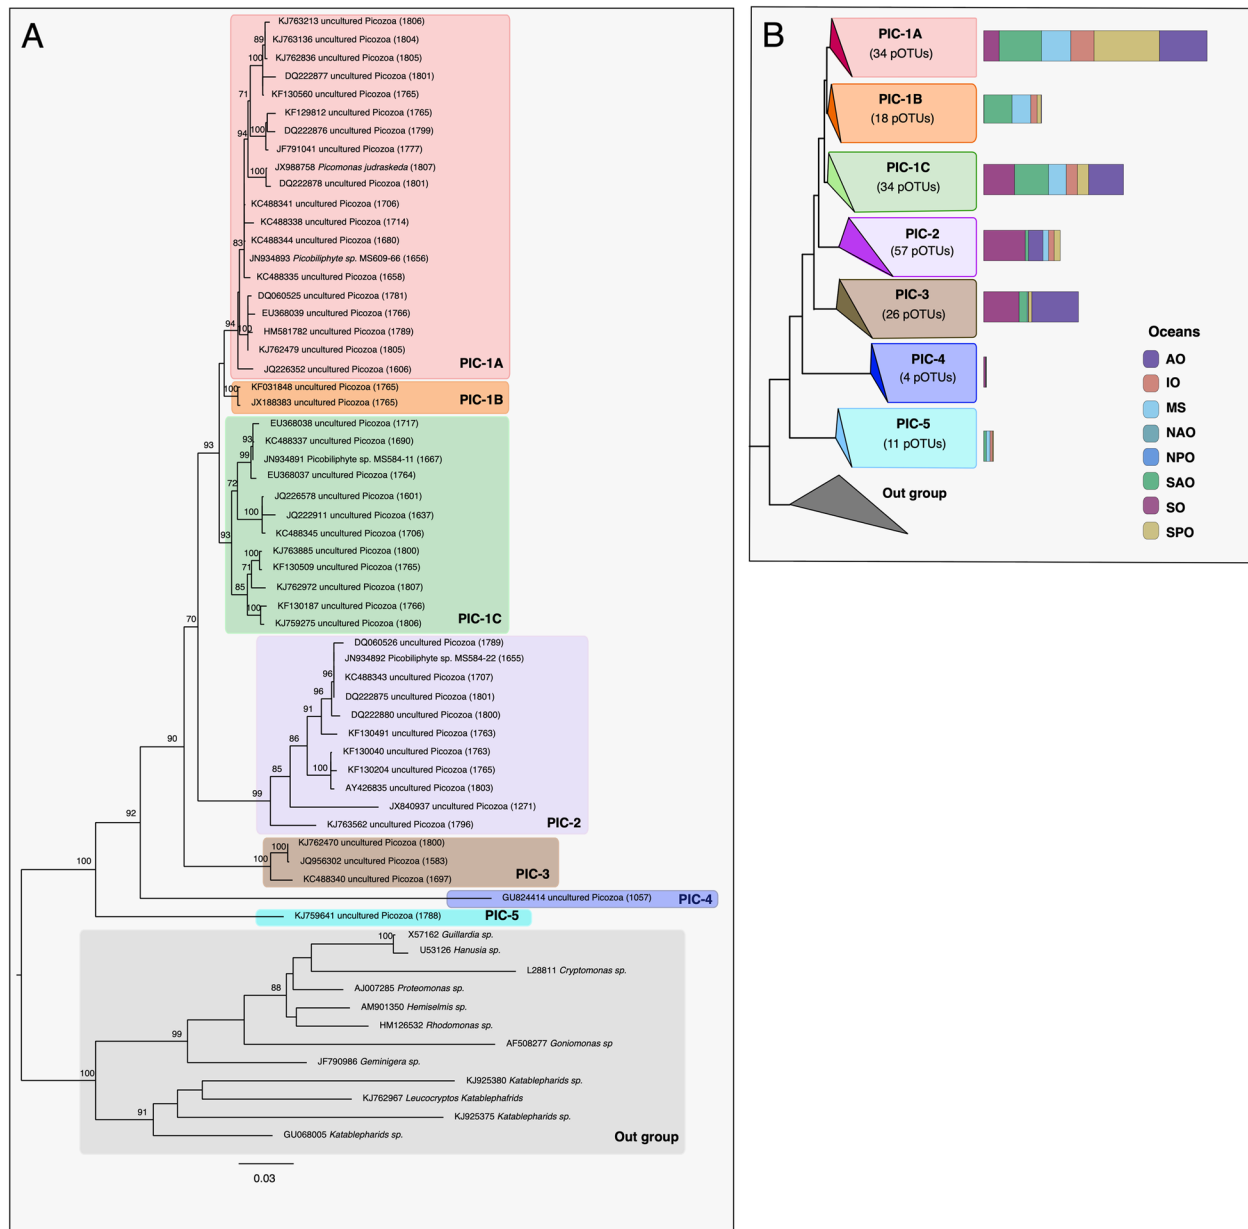 A
KJ763213 uncultured Picozoa (1806)
89
KJ763136 uncultured Picozoa (1804)
100
KJ762836 uncultured Picozoa (1805)
DQ222877 uncultured Picozoa (1801)
71
KF130560 uncultured Picozoa (1765)
KF129812 uncultured Picozoa (1765)
94
100
DQ222876 uncultured Picozoa (1799)
JF791041 uncultured Picozoa (1777)
JX988758 Picomonas judraskeda (1807)
100
DQ222878 uncultured Picozoa (1801)
KC488341 uncultured Picozoa (1706)
KC488338 uncultured Picozoa (1714)
83
KC488344 uncultured Picozoa (1680)
JN934893 Picobiliphyte sp. MS609-66 (1656)
KC488335 uncultured Picozoa (1658)
DQ060525 uncultured Picozoa (1781)
EU368039 uncultured Picozoa (1766)
94
100
HM581782 uncultured Picozoa (1789)
KJ762479 uncultured Picozoa (1805)
PIC-1A
JQ226352 uncultured Picozoa (1606)
KF031848 uncultured Picozoa (1765)
100
JX188383 uncultured Picozoa (1765)
PIC-1B
EU368038 uncultured Picozoa (1717)
93
KC488337 uncultured Picozoa (1690)
93
99
JN934891 Picobiliphyte sp. MS584-11 (1667)
EU368037 uncultured Picozoa (1764)
72
JQ226578 uncultured Picozoa (1601)
100
JQ222911 uncultured Picozoa (1637)
93
KC488345 uncultured Picozoa (1706)
100
KJ763885 uncultured Picozoa (1800)
71
KF130509 uncultured Picozoa (1765)
85
KJ762972 uncultured Picozoa (1807)
100
KF130187 uncultured Picozoa (1766)
KJ759275 uncultured Picozoa (1806)
PIC-1C
70
DQ060526 uncultured Picozoa (1789)
JN934892 Picobiliphyte sp. MS584-22 (1655)
96
KC488343 uncultured Picozoa (1707)
96
DQ222875 uncultured Picozoa (1801)
91
DQ222880 uncultured Picozoa (1800)
KF130491 uncultured Picozoa (1763)
86
KF130040 uncultured Picozoa (1763)
90
85
100
KF130204 uncultured Picozoa (1765)
AY426835 uncultured Picozoa (1803)
99
JX840937 uncultured Picozoa (1271)
KJ763562 uncultured Picozoa (1796)
PIC-2
92
100
KJ762470 uncultured Picozoa (1800)
100
JQ956302 uncultured Picozoa (1583)
KC488340 uncultured Picozoa (1697)
PIC-3
100
GU824414 uncultured Picozoa (1057)
PIC-4
KJ759641 uncultured Picozoa (1788)
PIC-5
100
X57162 Guillardia sp.
U53126 Hanusia sp.
L28811 Cryptomonas sp.
88
AJ007285 Proteomonas sp.
AM901350 Hemiselmis sp.
HM126532 Rhodomonas sp.
99
AF508277 Goniomonas sp
JF790986 Geminigera sp.
100
KJ925380 Katablepharids sp.
KJ762967 Leucocryptos Katablephafrids
91
KJ925375 Katablepharids sp.
GU068005 Katablepharids sp.
Out group
0.03
B
PIC-1A
(34 pOTUs)
PIC-1B
(18 pOTUs)
PIC-1C
(34 pOTUs)
PIC-2
(57 pOTUs)
PIC-3
(26 pOTUs)
PIC-4
(4 pOTUs)
PIC-5
(11 pOTUs)
Out group
Oceans
AO
IO
MS
NAO
NPO
SAO
SO
SPO